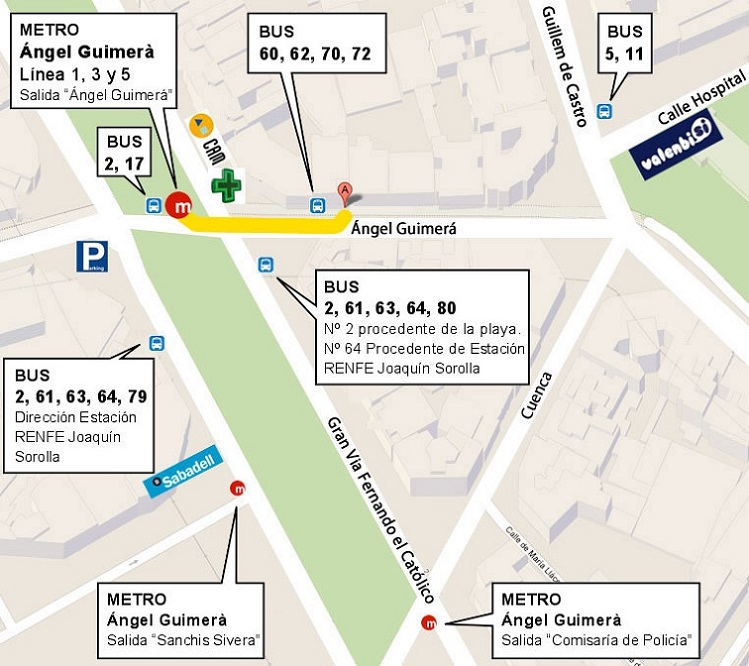 METRO
Ángel Guimerà
Línea 1, 3 y 5
Salida "Ángel Guimerà"
BUS
60, 62, 70, 72
Guillem de Castro
BUS
5, 11
Calle Hospital
valenbisi
CAM
BUS
2, 17
m
A
Ángel Guimerá
P
Parking
BUS
2, 61, 63, 64, 80
Nº 2 procedente de la playa.
Nº 64 Procedente de Estación
RENFE Joaquín Sorolla
BUS
2, 61, 63, 64, 79
Dirección Estación
RENFE Joaquín
Sorolla
Cuenca
Gran Via Fernando el Católico
Sabadell
m
Calle de María Llácer
METRO
Ángel Guimerà
Salida "Sanchis Sivera"
m
METRO
Ángel Guimerà
Salida "Comisaría de Policía"